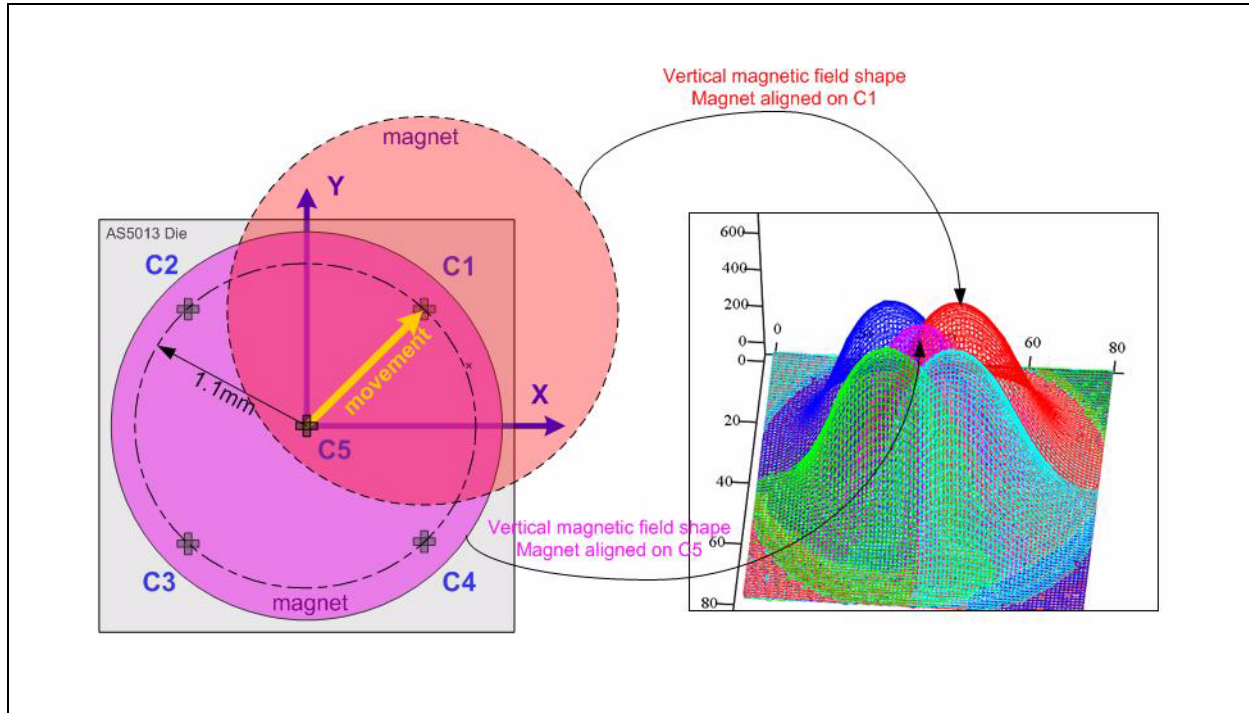 Vertical magnetic field shape
Magnet aligned on C1
magnet
Y
AS5013 Die
C2
C1
movement
1.1mm
X
C5
C3
C4
magnet
Vertical magnetic field shape
Magnet aligned on C5
600
400
200
0
0
0
60
80
20
40
60
80